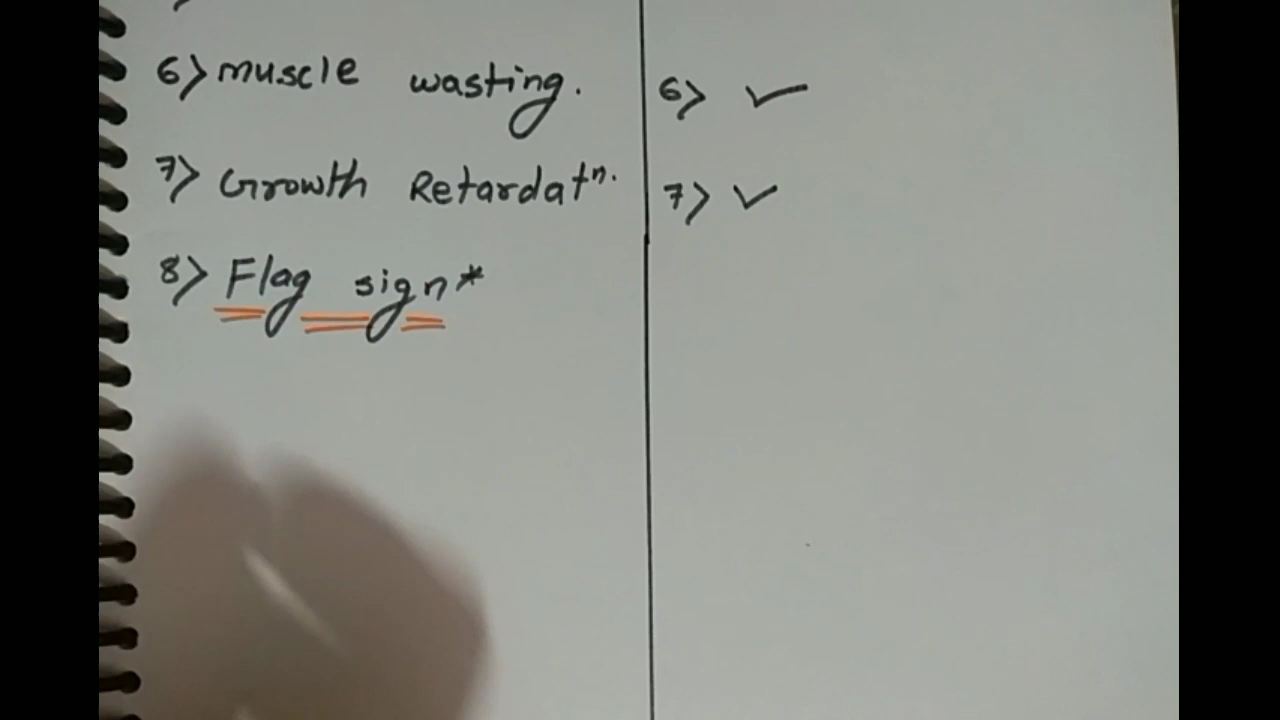 6> muscle wasting. 6> ✓
7> Growth Retardatⁿ. 7> ✓
8> Flag sign*